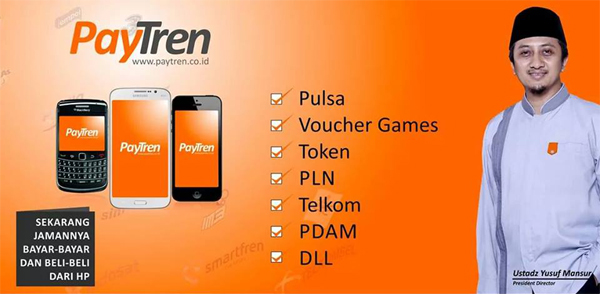 PayTren
www.paytren.co.id
PayTren
PayTren
PayTren
Pulsa
Voucher Games
Token
PLN
Telkom
PDAM
DLL
SEKARANG
JAMANNYA
BAYAR-BAYAR
DAN BELI-BELI
DARI HP
smartfren
Ustadz Yusuf Mansur
President Director